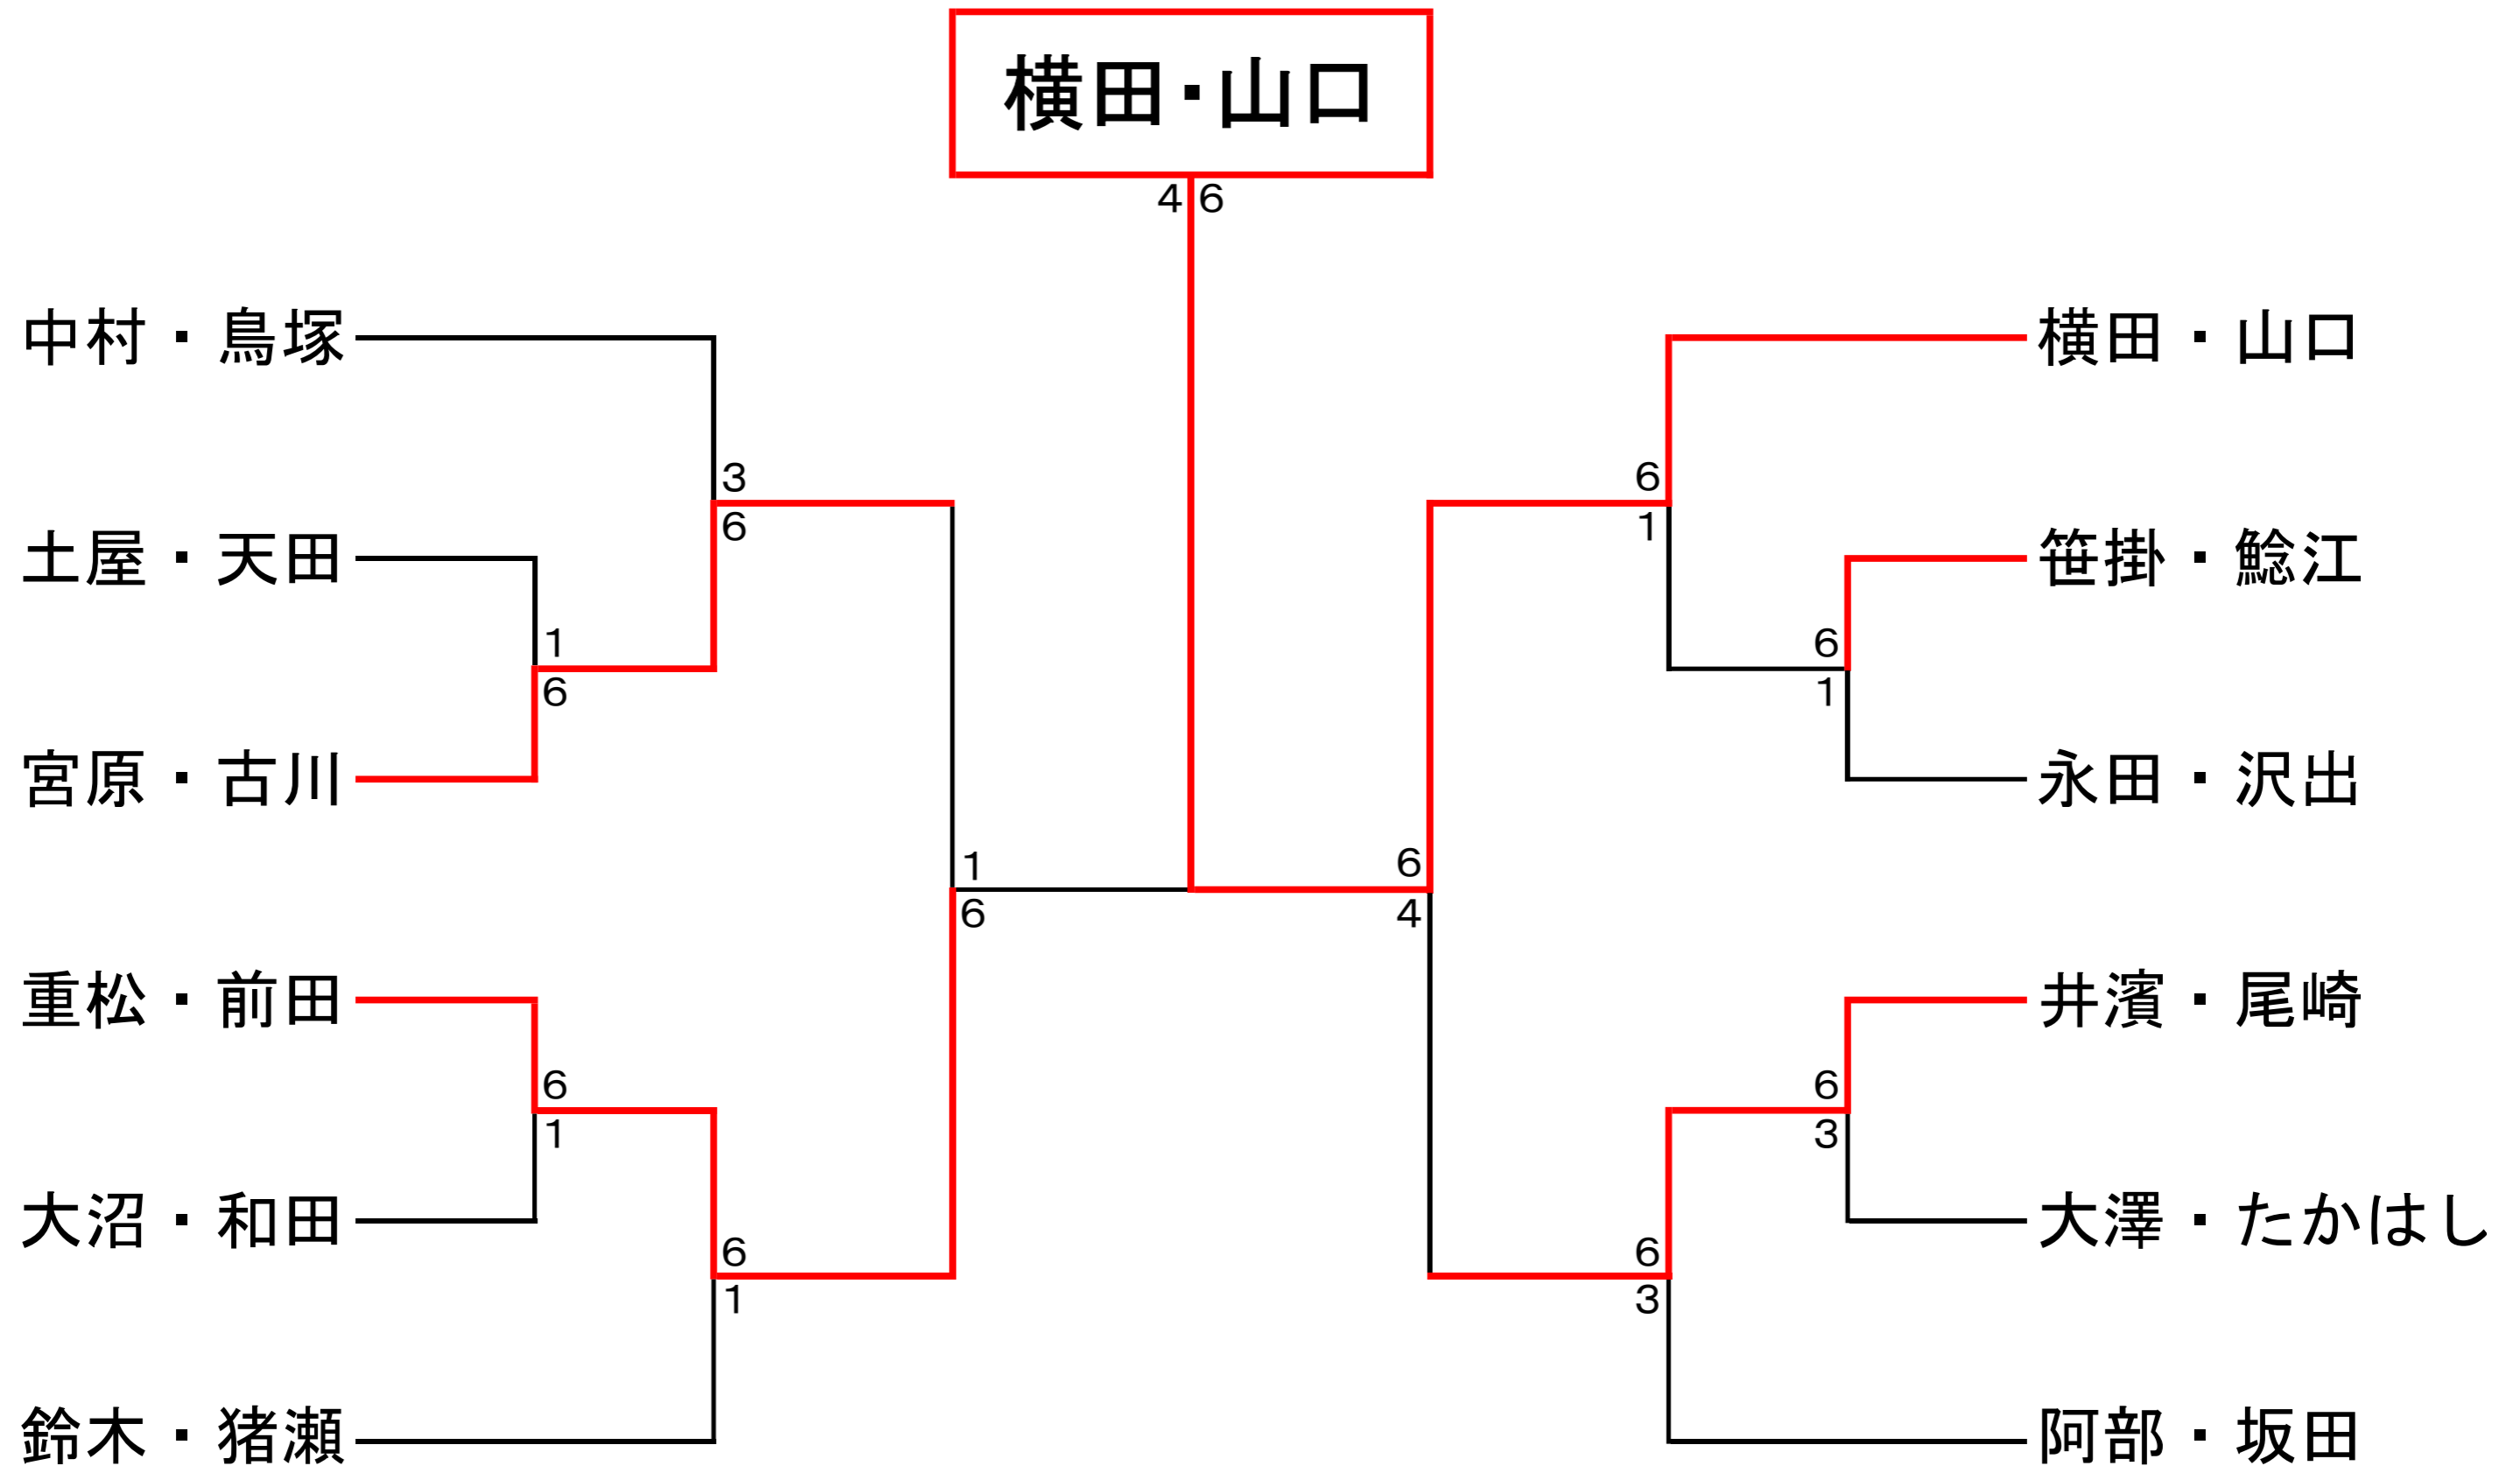 横田・山口
4 6
中村・鳥塚
横田・山口
3
6
6
1
土屋・天田
笹掛・鯰江
1
6
6
1
宮原・古川
永田・沢出
1
6
6
4
重松・前田
井濱・尾崎
6
1
6
3
大沼・和田
大澤・たかはし
6
1
6
3
鈴木・猪瀬
阿部・坂田